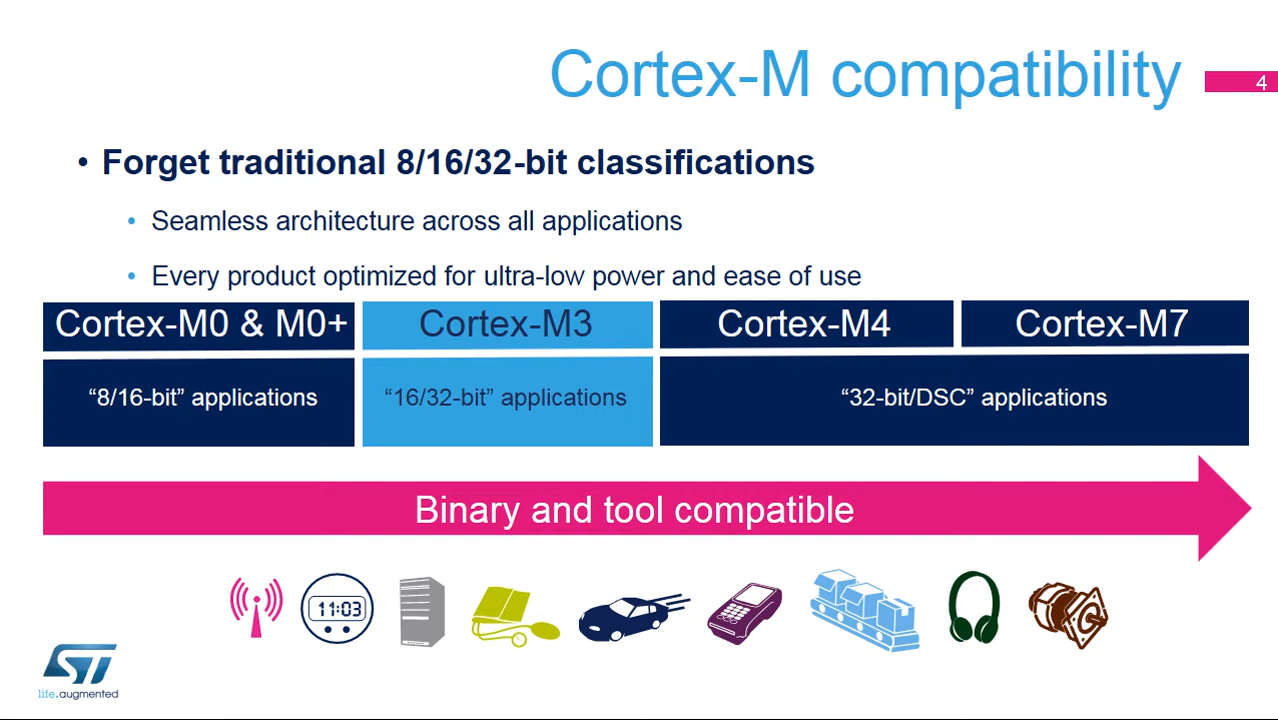 Cortex-M compatibility
4
• Forget traditional 8/16/32-bit classifications
• Seamless architecture across all applications
• Every product optimized for ultra-low power and ease of use
Cortex-M0 & M0+
Cortex-M3
Cortex-M4
Cortex-M7
“8/16-bit” applications
“16/32-bit” applications
“32-bit/DSC” applications
Binary and tool compatible
11:03
ST
life.augmented